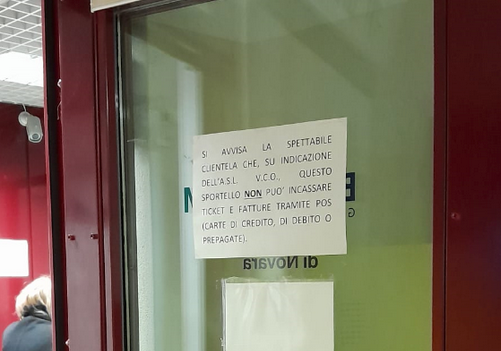 SI AVVISA LA SPETTABILE
CLIENTELA CHE, SU INDICAZIONE
DELL'A.S.L. V.C.O., QUESTO
SPORTELLO NON PUO' INCASSARE
TICKET E FATTURE TRAMITE POS
(CARTE DI CREDITO, DI DEBITO O
PREPAGATE).
di Novara